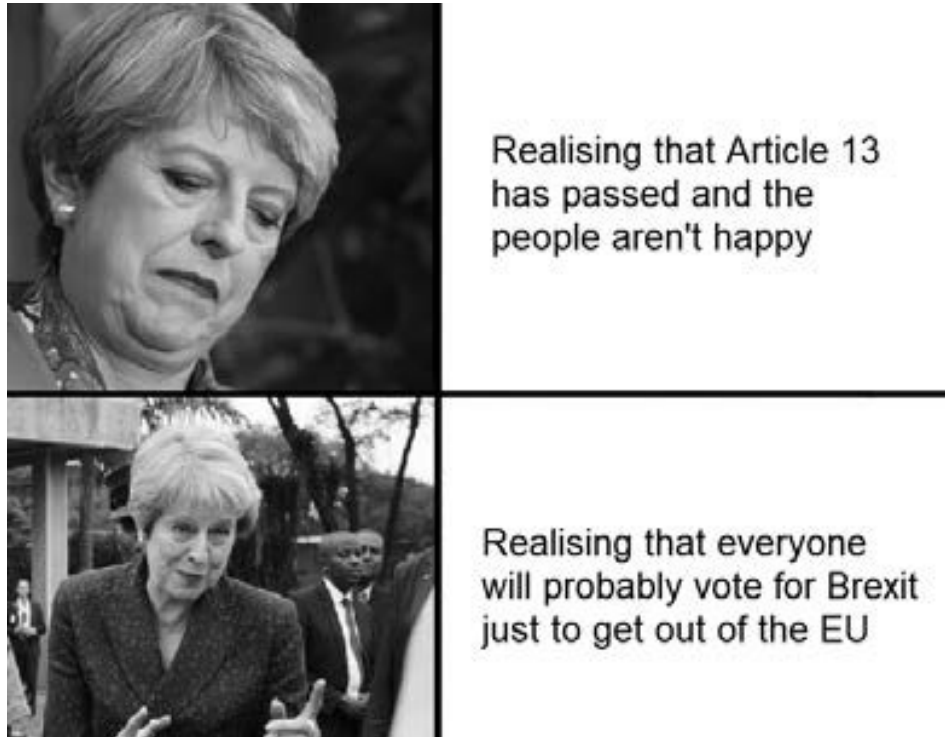 Realising that Article 13
has passed and the
people aren't happy
Realising that everyone
will probably vote for Brexit
just to get out of the EU